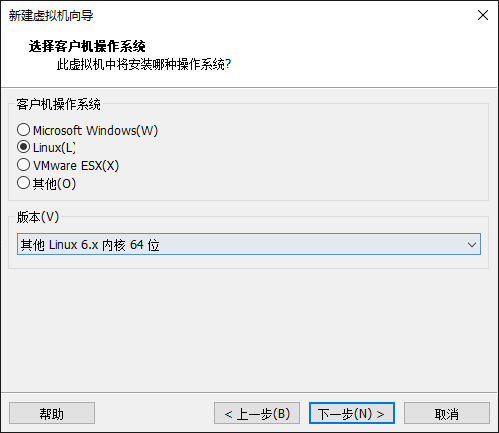 新建虚拟机向导
选择客户机操作系统
此虚拟机中将安装哪种操作系统?
客户机操作系统
Microsoft Windows(W)
Linux(L)
VMware ESX(X)
其他(O)
版本(V)
其他 Linux 6.x 内核 64 位
帮助
< 上一步(B)
下一步(N) >
取消